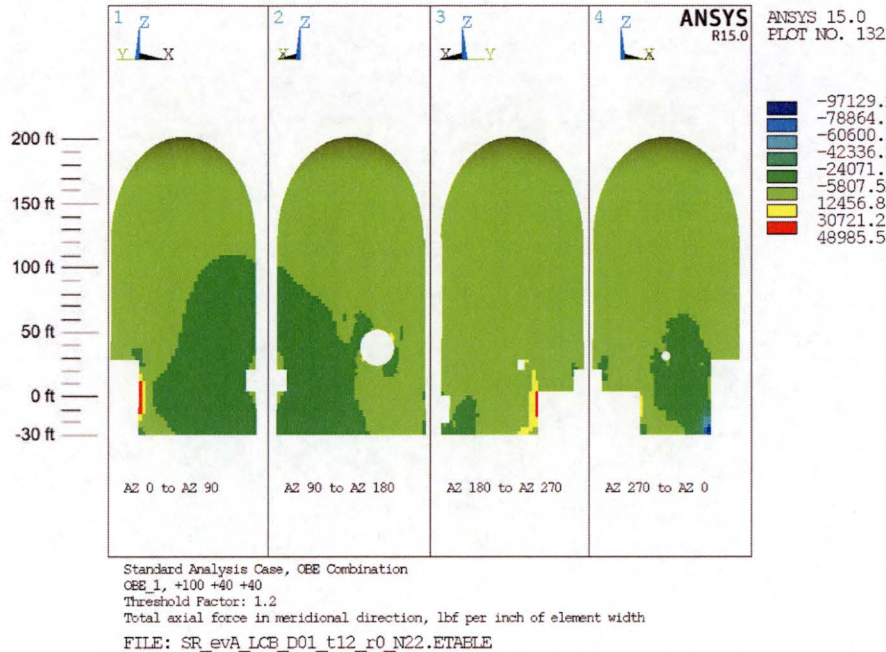 1
2
3
4
ANSYS
R15.0
ANSYS 15.0
PLOT NO. 132
Z
Y X
Z
X
Z
X Y
Z
X
-97129.
-78864.
-60600.
-42336.
-24071.
-5807.5
12456.8
30721.2
48985.5
200 ft
150 ft
100 ft
50 ft
0 ft
-30 ft
AZ 0 to AZ 90
AZ 90 to AZ 180
AZ 180 to AZ 270
AZ 270 to AZ 0
Standard Analysis Case, OBE Combination
OBE_1, +100 +40 +40
Threshold Factor: 1.2
Total axial force in meridional direction, lbf per inch of element width
FILE: SR_evA_LCB_D01_t12_r0_N22.ETABLE